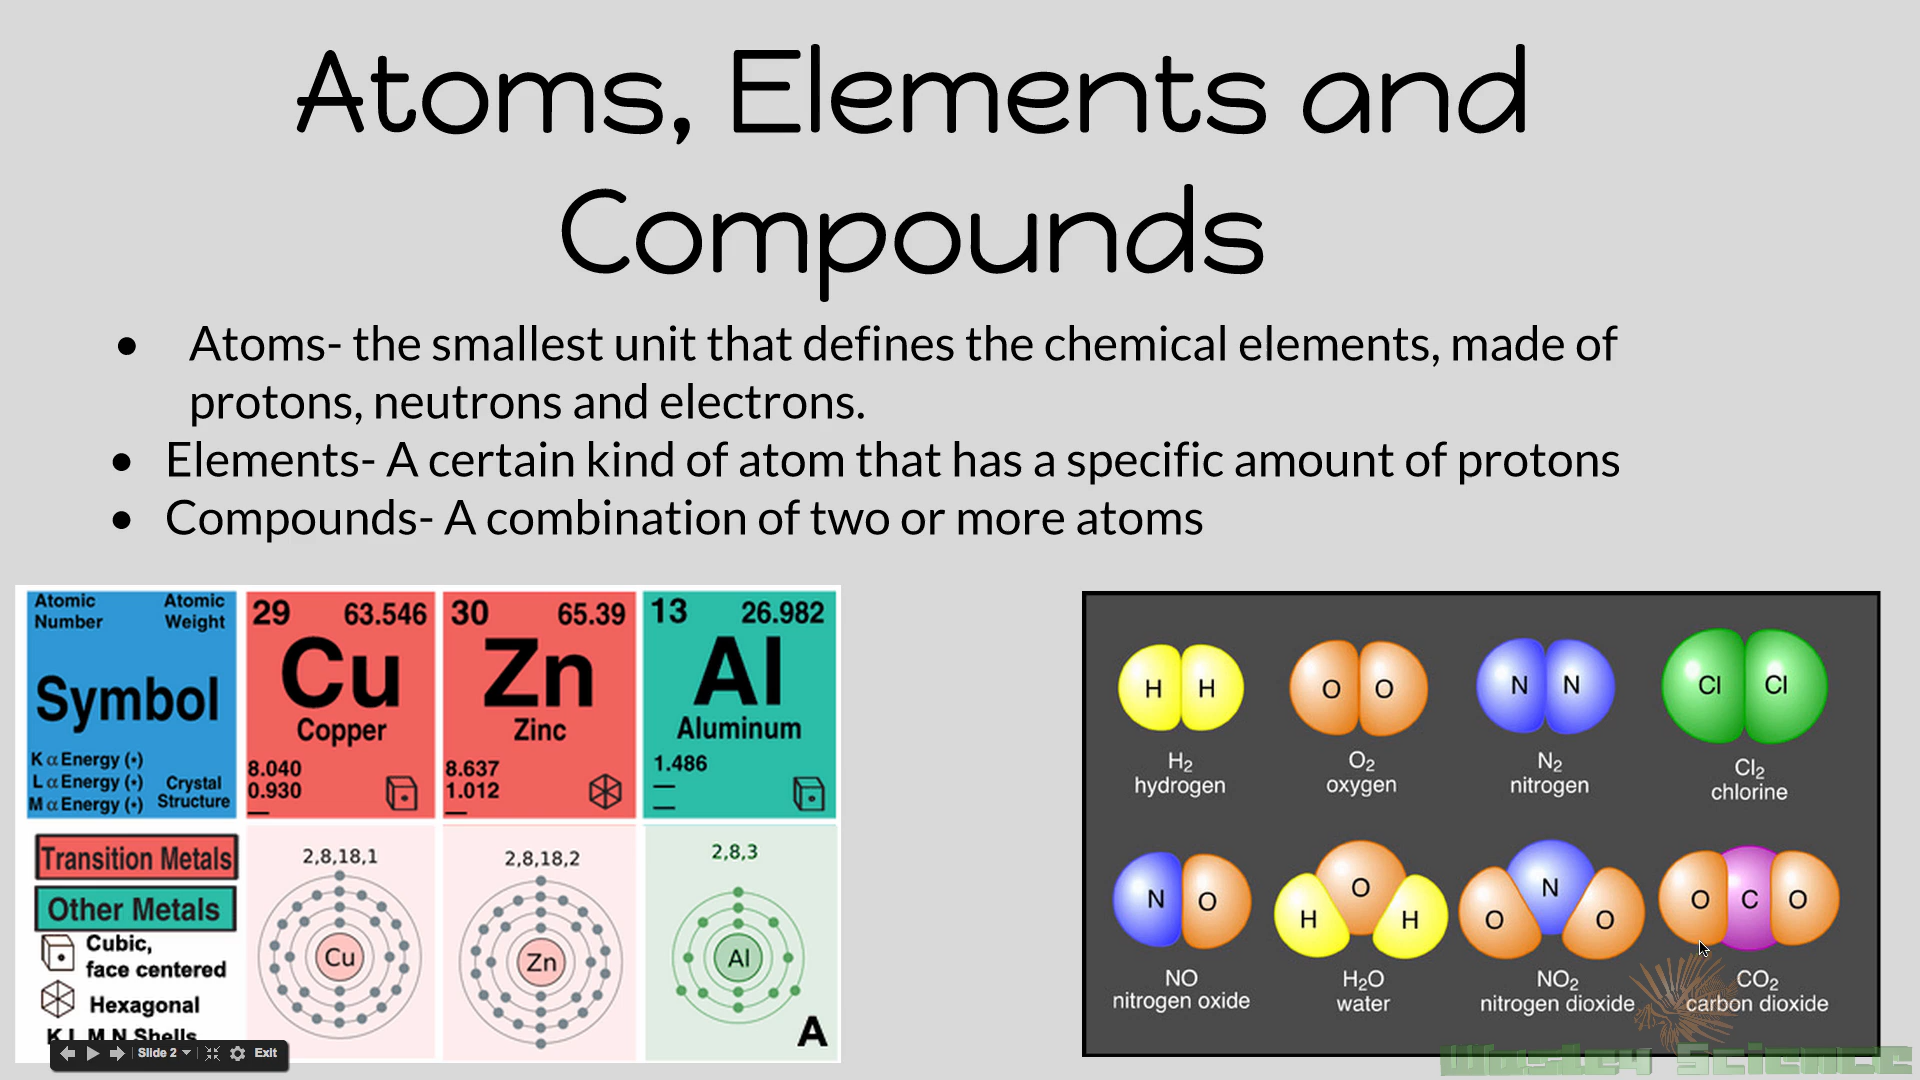 Atoms, Elements and
Compounds
● Atoms- the smallest unit that defines the chemical elements, made of
protons, neutrons and electrons.
● Elements- A certain kind of atom that has a specific amount of protons
● Compounds- A combination of two or more atoms
Atomic Number
Atomic Weight
Symbol
K α Energy (•)
L α Energy (•)
M α Energy (•)
Crystal Structure
29 63.546
Cu
Copper
8.040
0.930
—
30 65.39
Zn
Zinc
8.637
1.012
—
13 26.982
Al
Aluminum
1.486
—
—
Transition Metals
Other Metals
Cubic,
face centered
Hexagonal
K L M N Shells
2,8,18,1
Cu
2,8,18,2
Zn
2,8,3
Al
A
H H
H₂
hydrogen
O O
O₂
oxygen
N N
N₂
nitrogen
Cl Cl
Cl₂
chlorine
N O
NO
nitrogen oxide
H O H
H₂O
water
O N O
NO₂
nitrogen dioxide
O C O
CO₂
carbon dioxide
Slide 2
Exit
Wosley Science